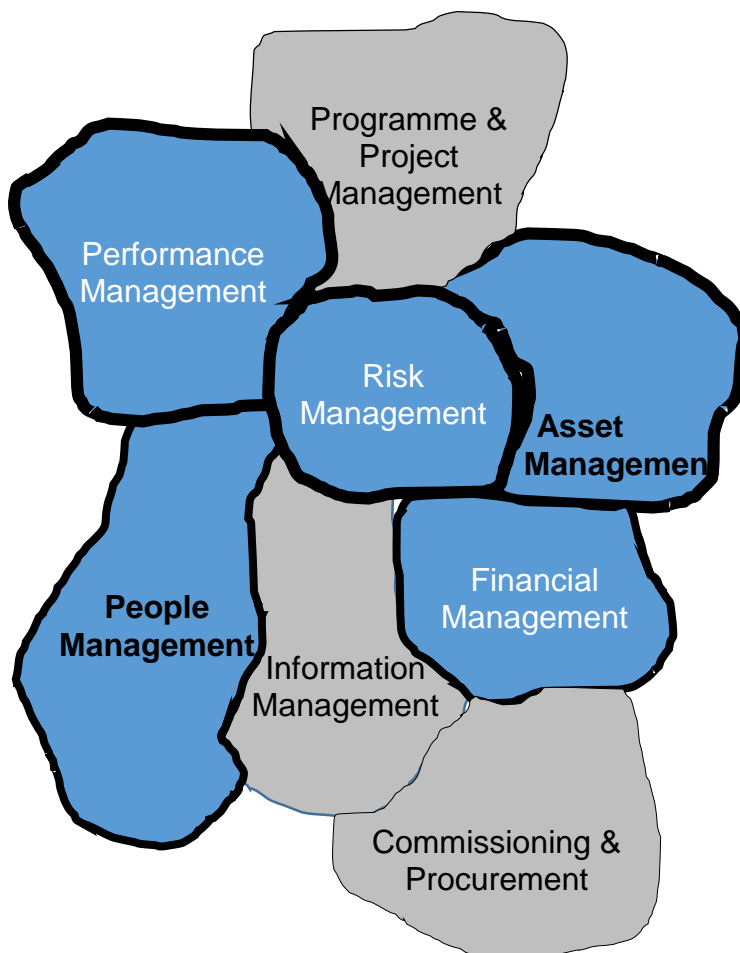 Programme &
Project
Management
Performance
Management
Risk
Management
Asset
Managemen
People
Management
Financial
Management
Information
Management
Commissioning &
Procurement